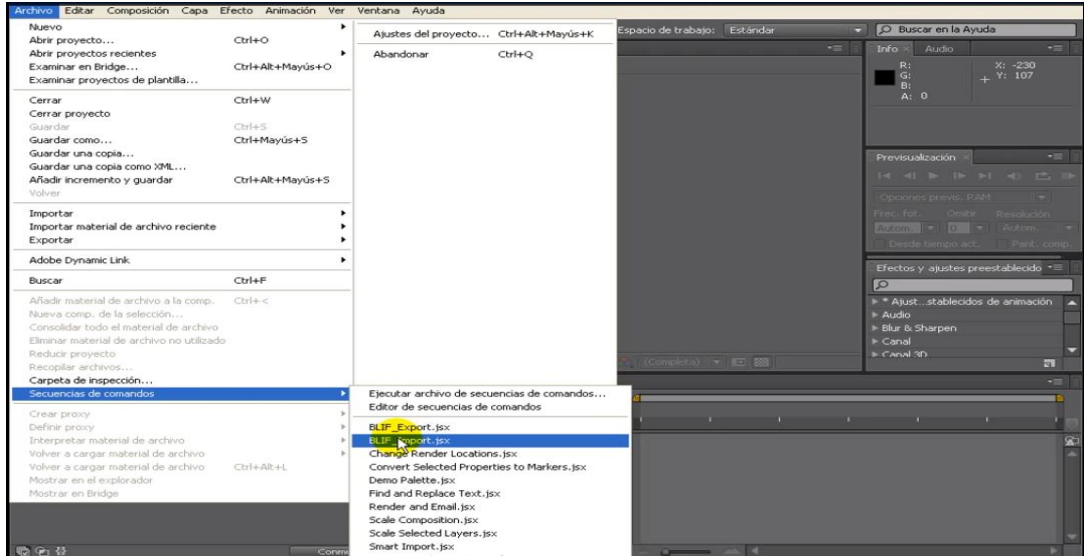 Archivo Editar Composición Capa Efecto Animación Ver Ventana Ayuda
Nuevo
Abrir proyecto... Ctrl+O
Abrir proyectos recientes
Examinar en Bridge... Ctrl+Alt+Mayús+O
Examinar proyectos de plantilla...
Cerrar Ctrl+W
Cerrar proyecto
Guardar Ctrl+S
Guardar como... Ctrl+Mayús+S
Guardar una copia...
Guardar una copia como XML...
Añadir incremento y guardar Ctrl+Alt+Mayús+S
Volver
Importar
Importar material de archivo reciente
Exportar
Adobe Dynamic Link
Buscar Ctrl+F
Añadir material de archivo a la comp. Ctrl+<
Nueva comp. de la selección...
Consolidar todo el material de archivo
Eliminar material de archivo no utilizado
Reducir proyecto
Recopilar archivos...
Carpeta de inspección...
Secuencias de comandos
Crear proxy
Definir proxy
Interpretar material de archivo
Volver a cargar material de archivo
Volver a cargar material de archivo Ctrl+Alt+L
Mostrar en el explorador
Mostrar en Bridge
Ajustes del proyecto... Ctrl+Alt+Mayús+K
Abandonar Ctrl+Q
Ejecutar archivo de secuencias de comandos...
Editor de secuencias de comandos
BLIF_Export.jsx
BLIF_Import.jsx
Change Render Locations.jsx
Convert Selected Properties to Markers.jsx
Demo Palette.jsx
Find and Replace Text.jsx
Render and Email.jsx
Scale Composition.jsx
Scale Selected Layers.jsx
Smart Import.jsx
Espacio de trabajo: Estándar
Buscar en la Ayuda
Info Audio
R: X: -230
G: + Y: 107
B:
A: 0
Previsualización
Opciones previs. RAM
Frec. fot. Omitir Resolución
Autom. 0 Autom.
Desde tiempo act. Pant. comp.
Efectos y ajustes preestablecido
* Ajust...stablecidos de animación
Audio
Blur & Sharpen
Canal
Canal 3D
(Completa)